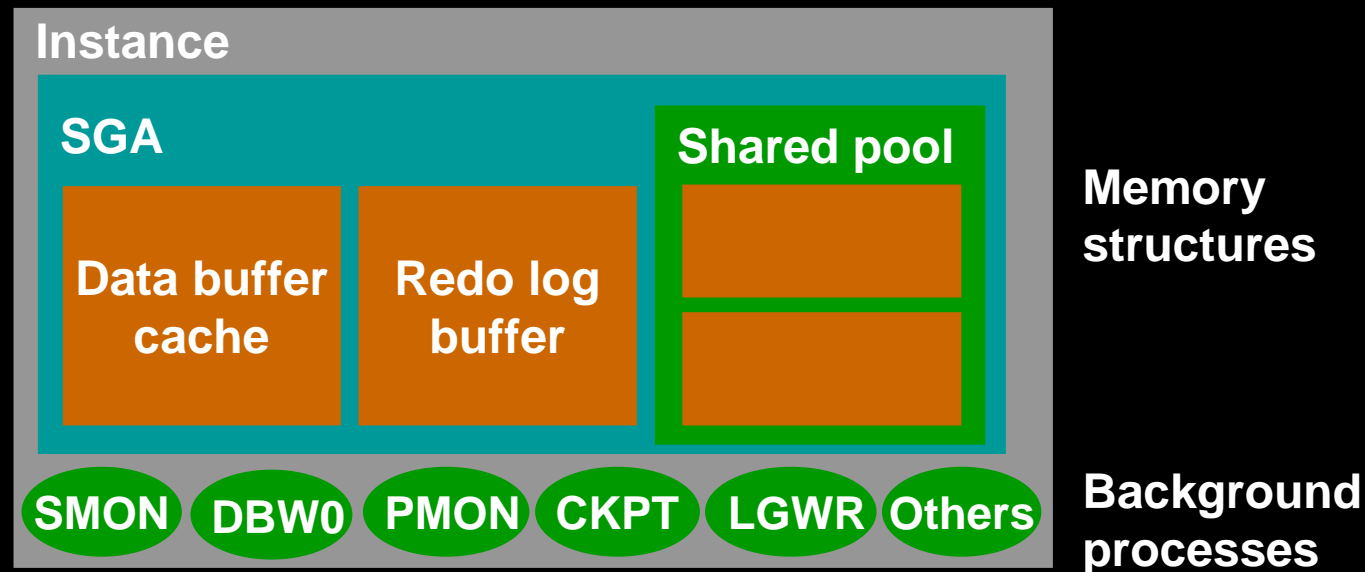 Instance
SGA
Shared pool
Data buffer
cache
Redo log
buffer
Memory
structures
SMON
DBW0
PMON
CKPT
LGWR
Others
Background
processes